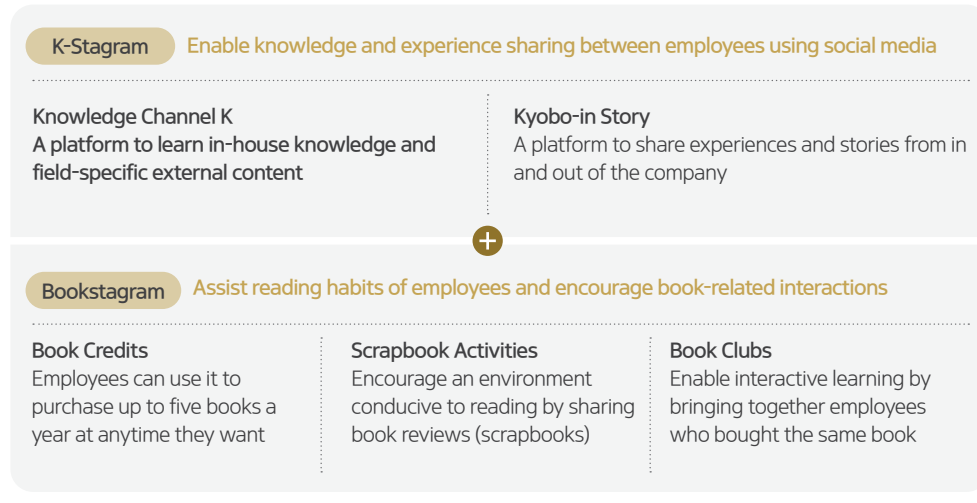 K-Stagram
Enable knowledge and experience sharing between employees using social media
Knowledge Channel K
A platform to learn in-house knowledge and
field-specific external content
Kyobo-in Story
A platform to share experiences and stories from in
and out of the company
+
Bookstagram
Assist reading habits of employees and encourage book-related interactions
Book Credits
Employees can use it to
purchase up to five books a
year at anytime they want
Scrapbook Activities
Encourage an environment
conducive to reading by sharing
book reviews (scrapbooks)
Book Clubs
Enable interactive learning by
bringing together employees
who bought the same book